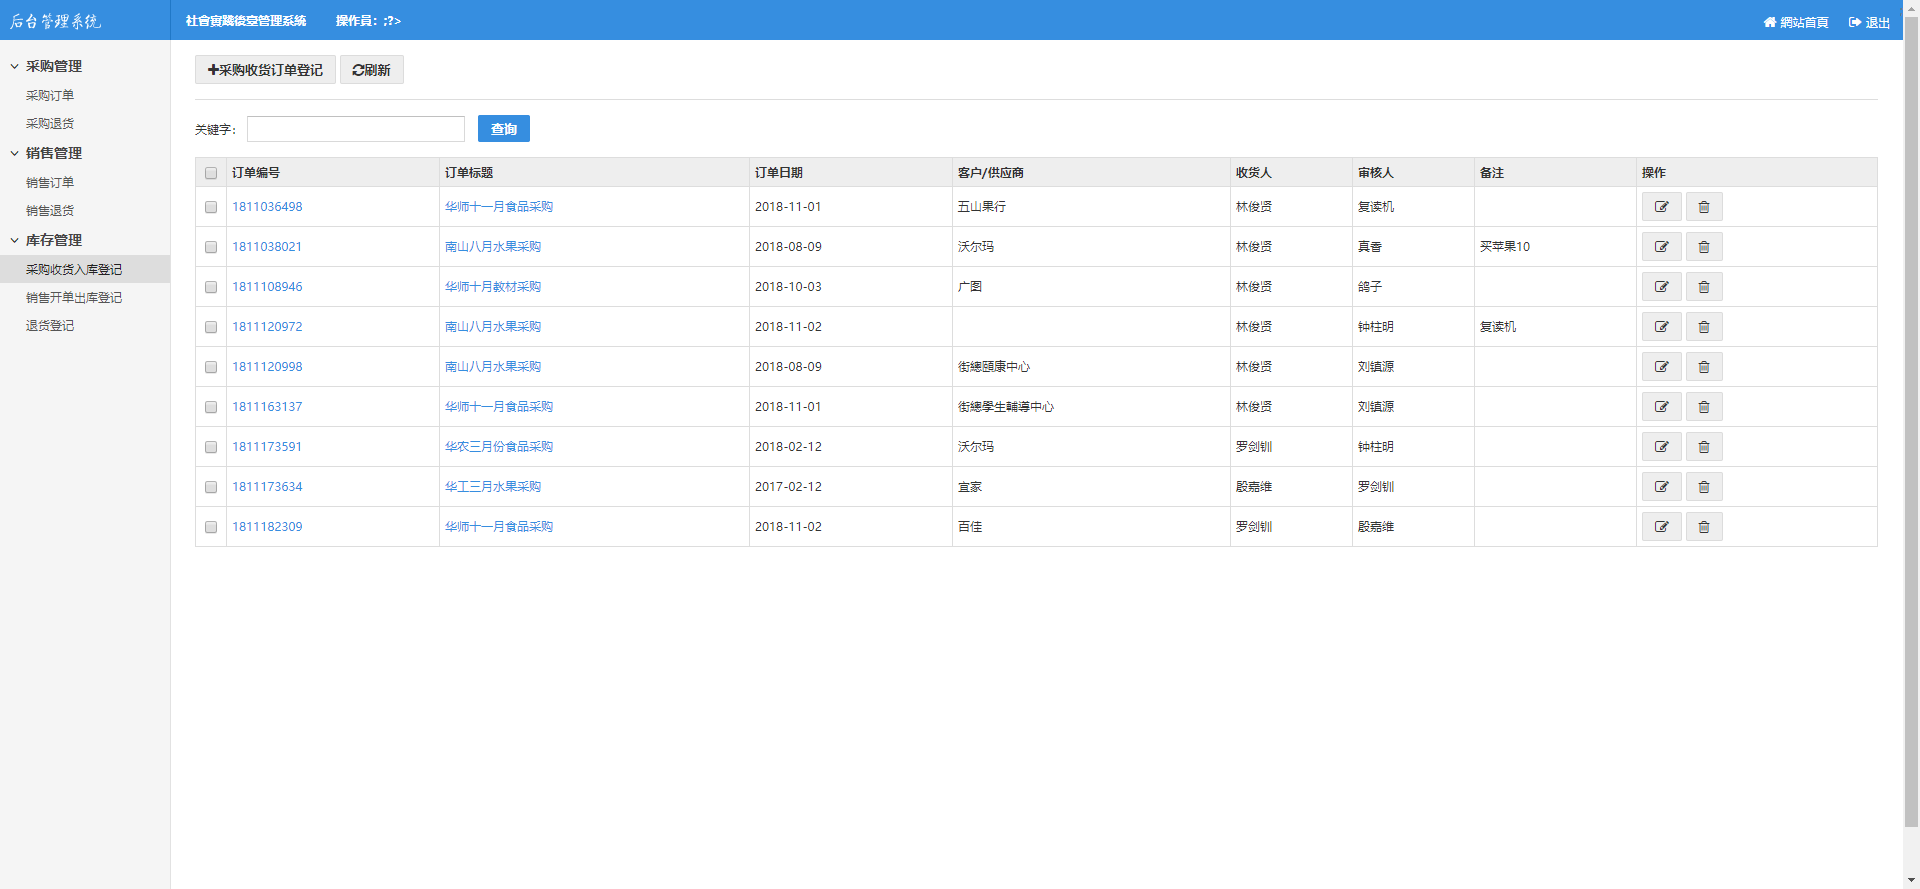 后台管理系统
社會實踐後臺管理系統 操作員：;?>
網站首頁 退出
采购管理
采购订单
采购退货
销售管理
销售订单
销售退货
库存管理
采购收货入库登记
销售开单出库登记
退货登记
采购收货订单登记 刷新
关键字： 查询
订单编号 订单标题 订单日期 客户/供应商 收货人 审核人 备注 操作
1811036498 华师十一月食品采购 2018-11-01 五山果行 林俊贤 复读机
1811038021 南山八月水果采购 2018-08-09 沃尔玛 林俊贤 真香 买苹果10
1811108946 华师十月教材采购 2018-10-03 广图 林俊贤 鸽子
1811120972 南山八月水果采购 2018-11-02 林俊贤 钟柱明 复读机
1811120998 南山八月水果采购 2018-08-09 街總頤康中心 林俊贤 刘镇源
1811163137 华师十一月食品采购 2018-11-01 街總學生輔導中心 林俊贤 刘镇源
1811173591 华农三月份食品采购 2018-02-12 沃尔玛 罗剑钏 钟柱明
1811173634 华工三月水果采购 2017-02-12 宜家 殷嘉维 罗剑钏
1811182309 华师十一月食品采购 2018-11-02 百佳 罗剑钏 殷嘉维